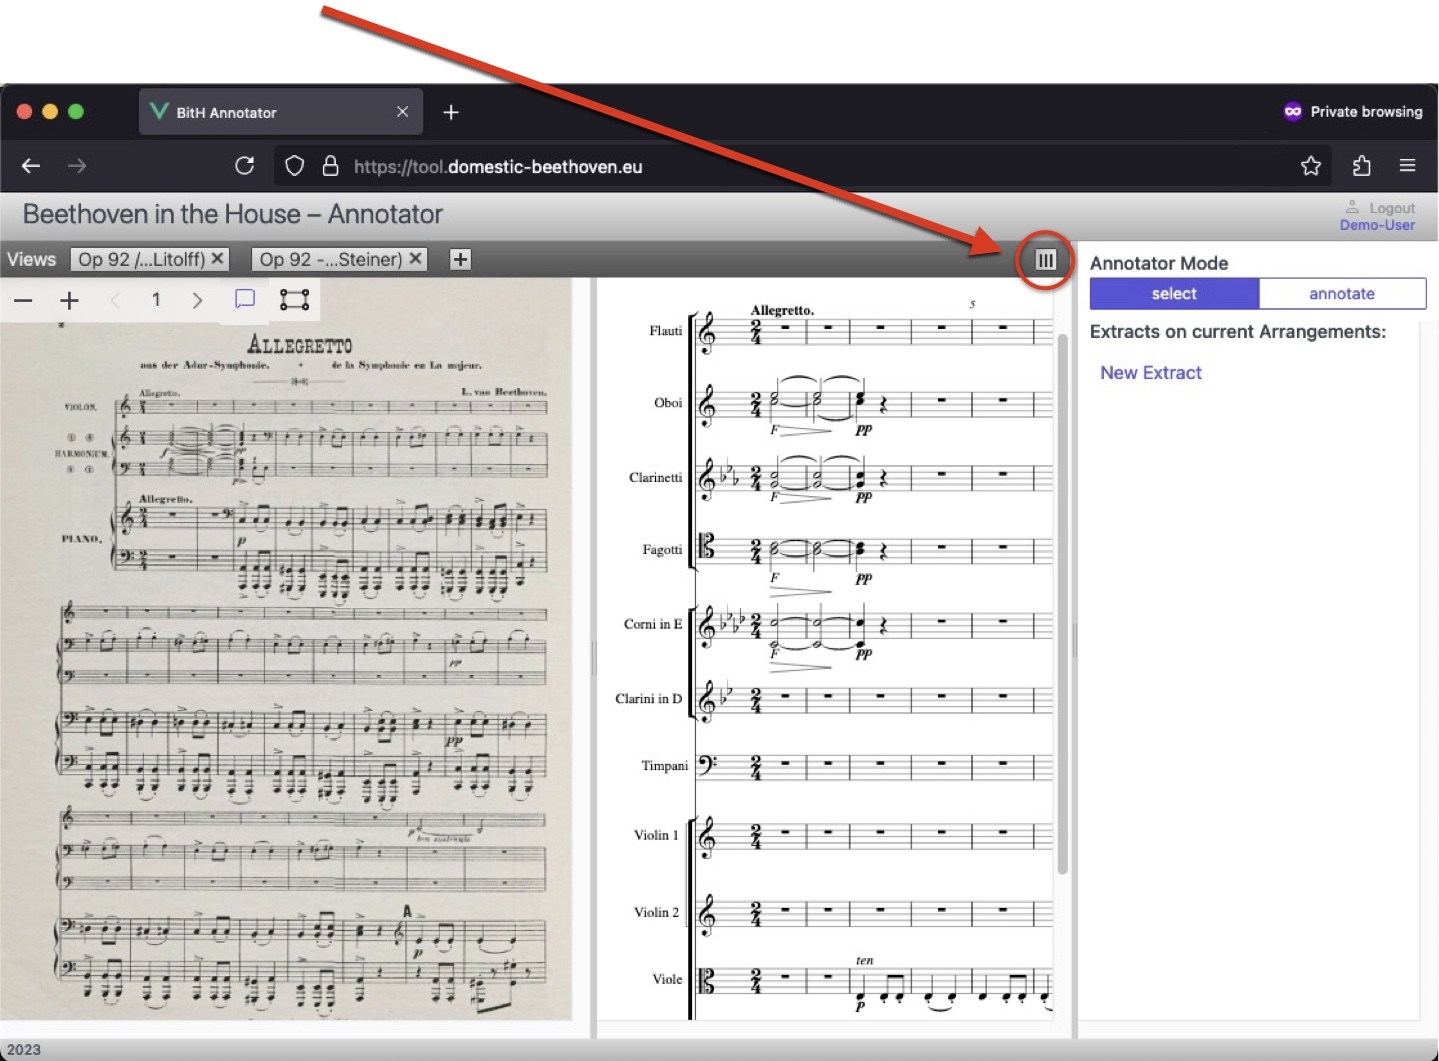 BitH Annotator
Private browsing
https://tool.domestic-beethoven.eu
Beethoven in the House – Annotator
Logout
Demo-User
Views
Op 92 /...Litolff)
Op 92 -...Steiner)
1
Annotator Mode
select
annotate
Extracts on current Arrangements:
New Extract
ALLEGRETTO
aus der Adur-Symphonie.
de la Symphonie en La majeur.
L. van Beethoven.
Allegretto.
VIOLON.
HARMONIUM.
f
pp
p
Allegretto.
PIANO.
p
pp
pp
p
A
p
Allegretto.
5
Flauti
Oboi
F
pp
Clarinetti
F
pp
Fagotti
F
pp
Corni in E
F
pp
Clarini in D
Timpani
Violin 1
Violin 2
ten
Viole
p
2023